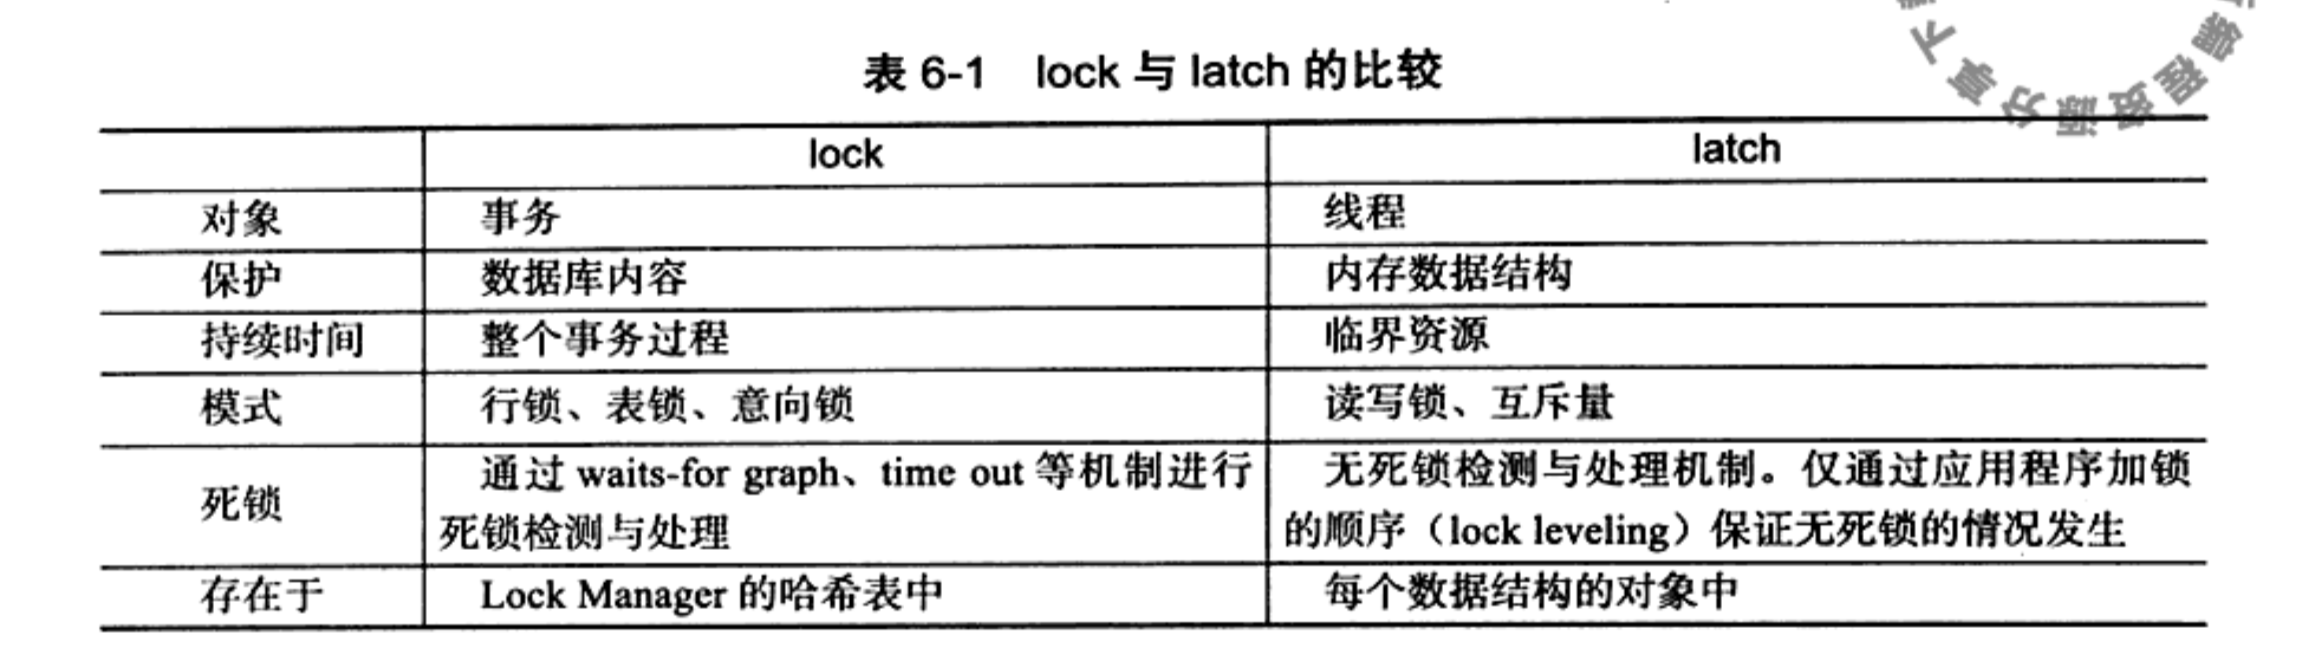 下
享
分
源
资
程
编
表 6-1 lock 与 latch 的比较
lock latch
对象 事务 线程
保护 数据库内容 内存数据结构
持续时间 整个事务过程 临界资源
模式 行锁、表锁、意向锁 读写锁、互斥量
通过 waits-for graph、time out 等机制进行 无死锁检测与处理机制。仅通过应用程序加锁
死锁
死锁检测与处理 的顺序（lock leveling）保证无死锁的情况发生
存在于 Lock Manager 的哈希表中 每个数据结构的对象中